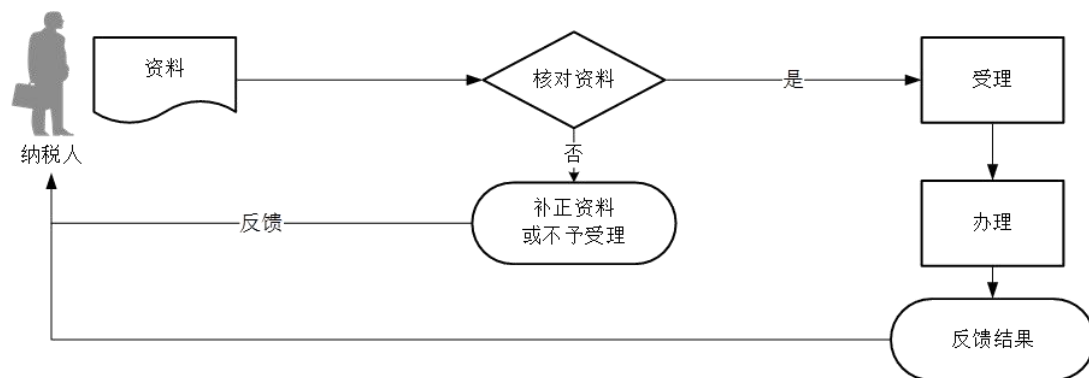 资料
核对资料
是
受理
纳税人
否
补正资料
或不予受理
反馈
办理
反馈结果